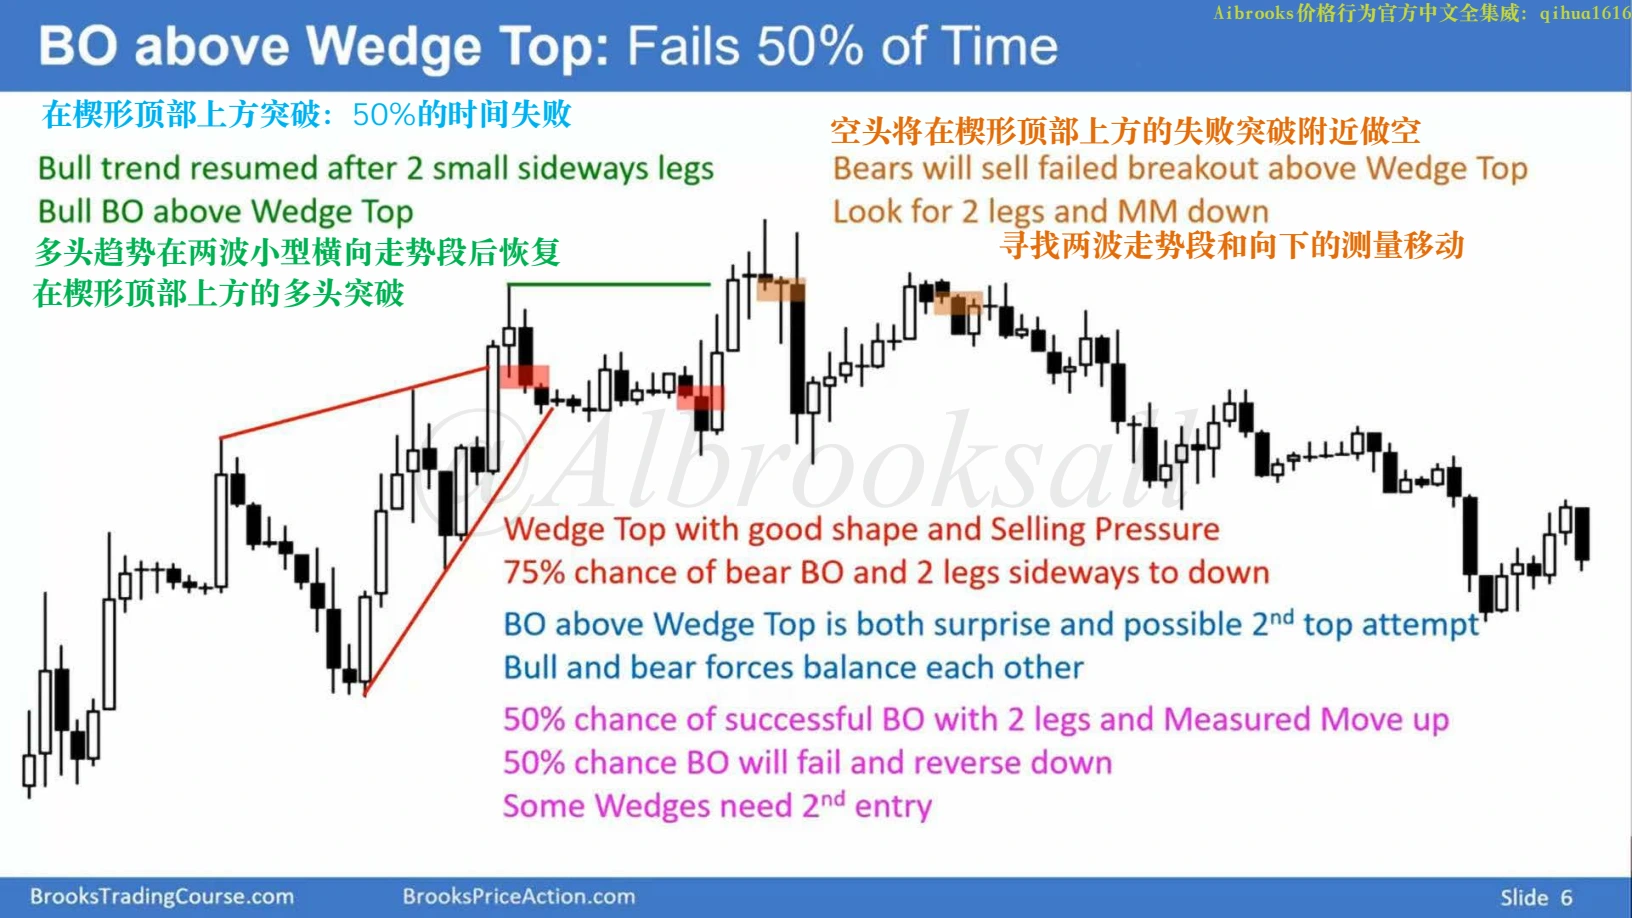 Aibrooks价格行为官方中文全集威：qihua1616
BO above Wedge Top: Fails 50% of Time
在楔形顶部上方突破：50%的时间失败
Bull trend resumed after 2 small sideways legs
Bull BO above Wedge Top
多头趋势在两波小型横向走势段后恢复
在楔形顶部上方的多头突破
空头将在楔形顶部上方的失败突破附近做空
Bears will sell failed breakout above Wedge Top
Look for 2 legs and MM down
寻找两波走势段和向下的测量移动
@Albrooksall
Wedge Top with good shape and Selling Pressure
75% chance of bear BO and 2 legs sideways to down
BO above Wedge Top is both surprise and possible 2nd top attempt
Bull and bear forces balance each other
50% chance of successful BO with 2 legs and Measured Move up
50% chance BO will fail and reverse down
Some Wedges need 2nd entry
BrooksTradingCourse.com
BrooksPriceAction.com
Slide 6